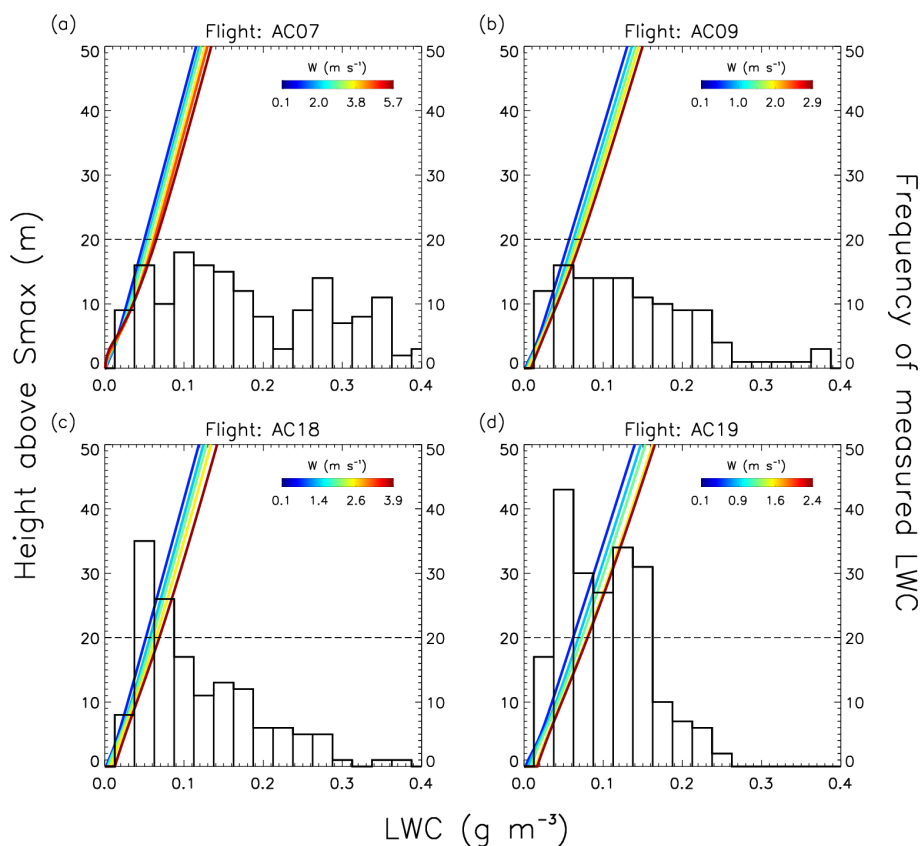 (a)
Flight: AC07
(b)
Flight: AC09
50
50
50
50
W (m s⁻¹)
W (m s⁻¹)
0.1 2.0 3.8 5.7
0.1 1.0 2.0 2.9
40
40
40
40
30
30
30
30
20
20
20
20
10
10
10
10
0
0
0
0
0.0 0.1 0.2 0.3 0.4
0.0 0.1 0.2 0.3 0.4
(c)
Flight: AC18
(d)
Flight: AC19
50
50
50
50
W (m s⁻¹)
W (m s⁻¹)
0.1 1.4 2.6 3.9
0.1 0.9 1.6 2.4
40
40
40
40
30
30
30
30
20
20
20
20
10
10
10
10
0
0
0
0
0.0 0.1 0.2 0.3 0.4
0.0 0.1 0.2 0.3 0.4
Height above Smax (m)
Frequency of measured LWC
LWC (g m⁻³)